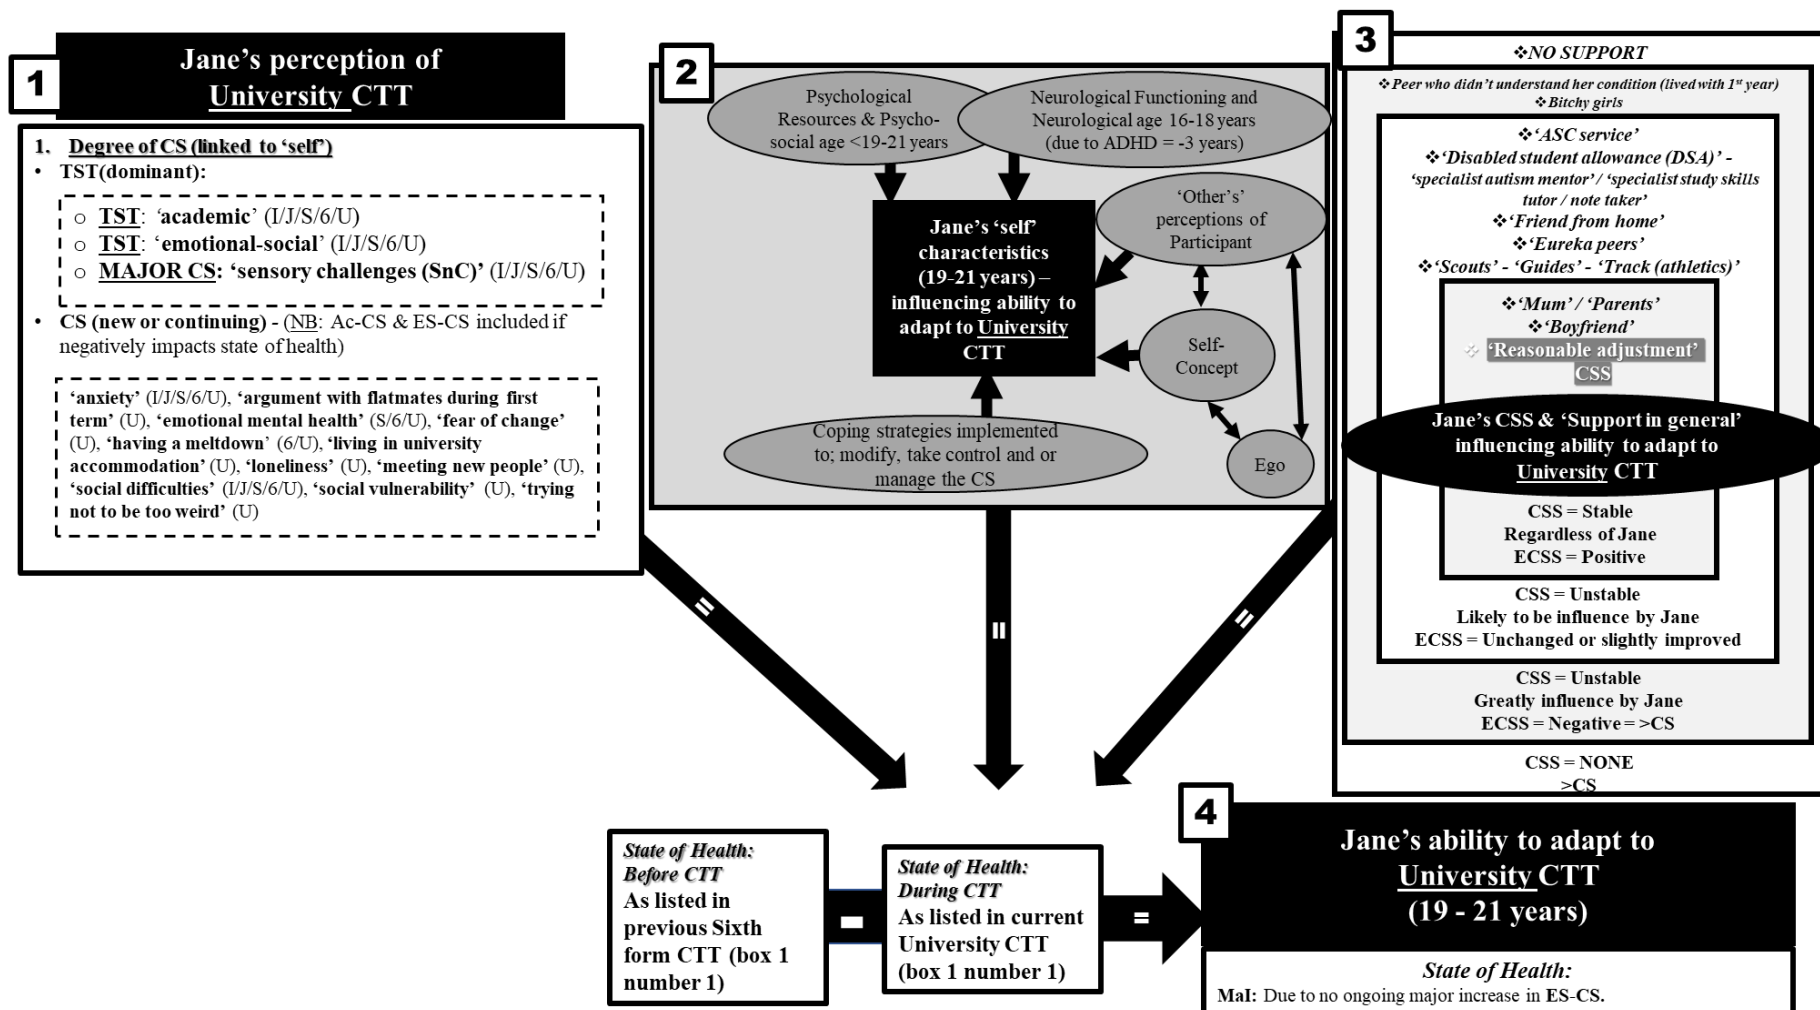 1
Jane’s perception of
University CTT
1. Degree of CS (linked to ‘self’)
• TST(dominant):
o TST: ‘academic’ (I/J/S/6/U)
o TST: ‘emotional-social’ (I/J/S/6/U)
o MAJOR CS: ‘sensory challenges (SnC)’ (I/J/S/6/U)
• CS (new or continuing) - (NB: Ac-CS & ES-CS included if
negatively impacts state of health)
‘anxiety’ (I/J/S/6/U), ‘argument with flatmates during first
term’ (U), ‘emotional mental health’ (S/6/U), ‘fear of change’
(U), ‘having a meltdown’ (6/U), ‘living in university
accommodation’ (U), ‘loneliness’ (U), ‘meeting new people’ (U),
‘social difficulties’ (I/J/S/6/U), ‘social vulnerability’ (U), ‘trying
not to be too weird’ (U)
2
Psychological
Resources & Psycho-
social age <19-21 years
Neurological Functioning and
Neurological age 16-18 years
(due to ADHD = -3 years)
‘Other’s’
perceptions of
Participant
Jane’s ‘self’
characteristics
(19-21 years) –
influencing ability to
adapt to University
CTT
Self-
Concept
Ego
Coping strategies implemented
to; modify, take control and or
manage the CS
3
❖NO SUPPORT
❖Peer who didn’t understand her condition (lived with 1st year)
❖Bitchy girls
❖‘ASC service’
❖‘Disabled student allowance (DSA)’ -
‘specialist autism mentor’ / ‘specialist study skills
tutor / note taker’
❖‘Friend from home’
❖‘Eureka peers’
❖‘Scouts’ - ‘Guides’ - ‘Track (athletics)’
❖‘Mum’ / ‘Parents’
❖‘Boyfriend’
❖ ‘Reasonable adjustment’
CSS
Jane’s CSS & ‘Support in general’
influencing ability to adapt to
University CTT
CSS = Stable
Regardless of Jane
ECSS = Positive
CSS = Unstable
Likely to be influence by Jane
ECSS = Unchanged or slightly improved
CSS = Unstable
Greatly influence by Jane
ECSS = Negative = >CS
CSS = NONE
>CS
=
=
=
State of Health:
Before CTT
As listed in
previous Sixth
form CTT (box 1
number 1)
-
State of Health:
During CTT
As listed in current
University CTT
(box 1 number 1)
=
4
Jane’s ability to adapt to
University CTT
(19 - 21 years)
State of Health:
MaI: Due to no ongoing major increase in ES-CS.